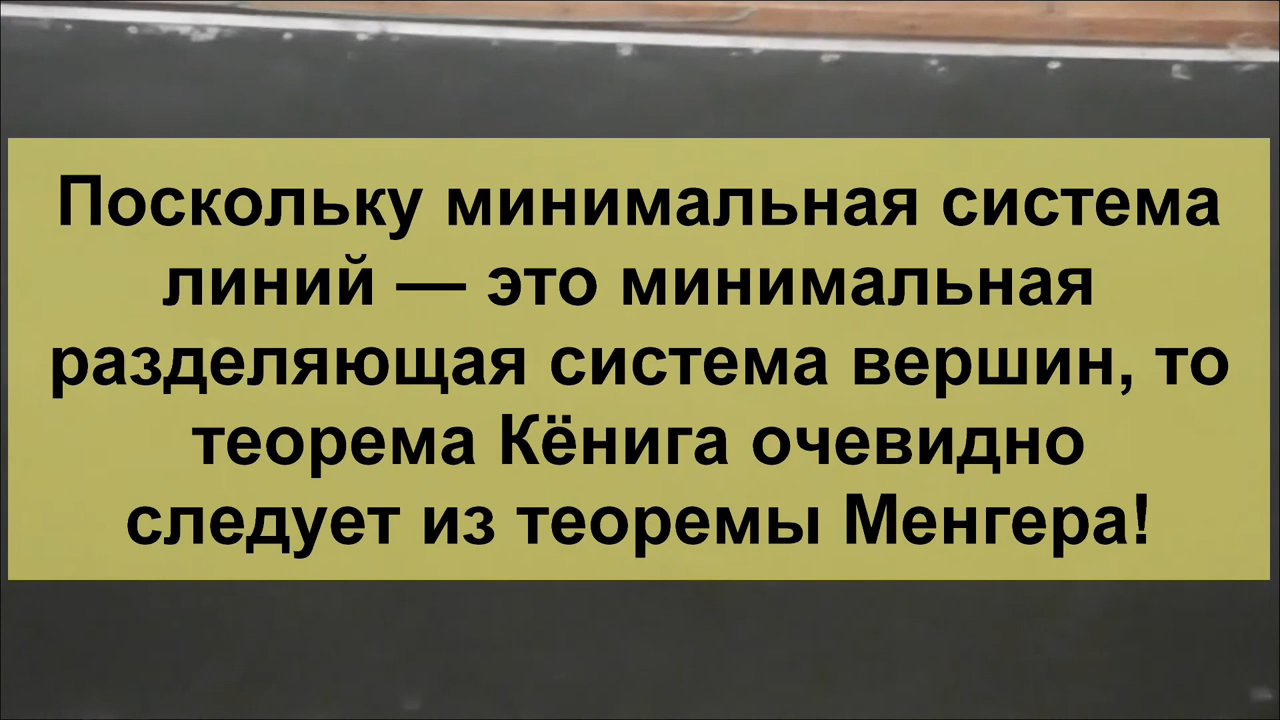 Поскольку минимальная система
линий — это минимальная
разделяющая система вершин, то
теорема Кёнига очевидно
следует из теоремы Менгера!